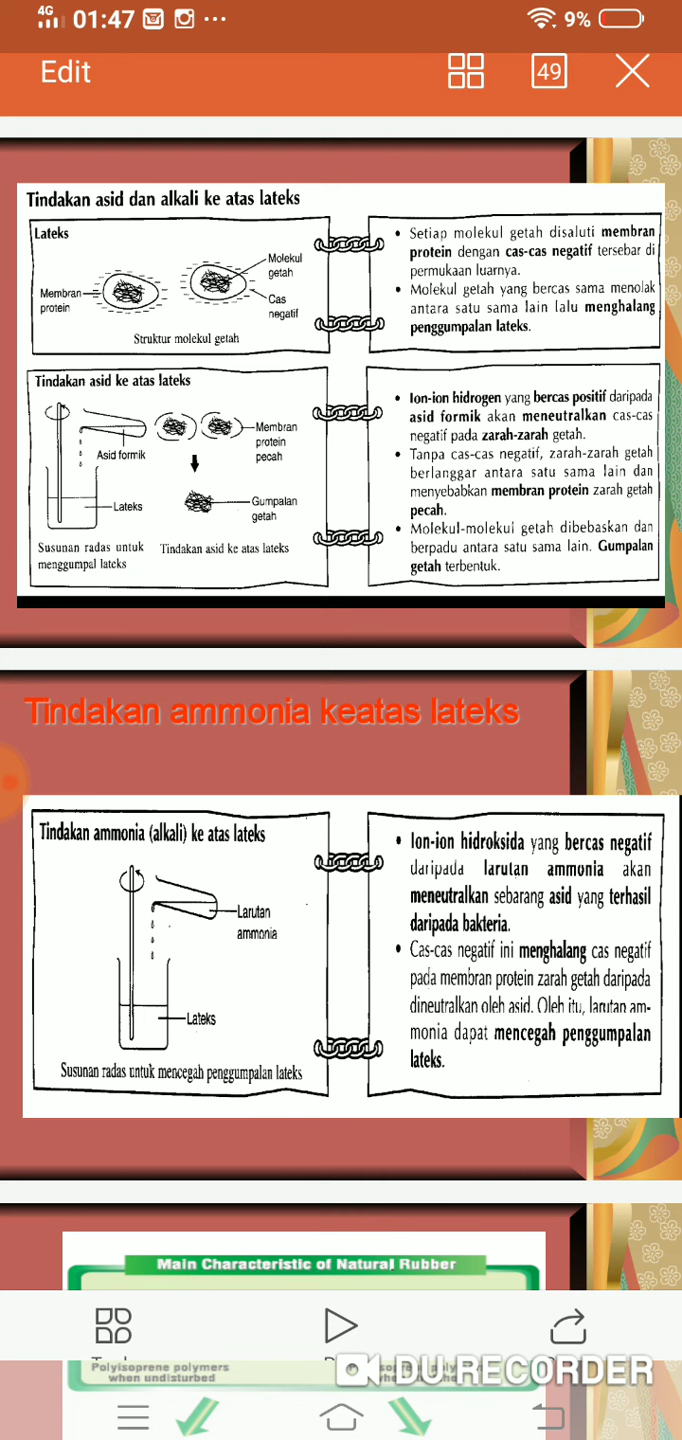 4G 01:47 9%
Edit 49
Tindakan asid dan alkali ke atas lateks
Lateks
Molekul
getah
Membran
protein
Cas
negatif
Struktur molekul getah
• Setiap molekul getah disaluti membran
protein dengan cas-cas negatif tersebar di
permukaan luarnya.
• Molekul getah yang bercas sama menolak
antara satu sama lain lalu menghalang
penggumpalan lateks.
Tindakan asid ke atas lateks
Asid formik
Membran
protein
pecah
Lateks
Gumpalan
getah
Susunan radas untuk
menggumpal lateks
Tindakan asid ke atas lateks
• Ion-ion hidrogen yang bercas positif daripada
asid formik akan meneutralkan cas-cas
negatif pada zarah-zarah getah.
• Tanpa cas-cas negatif, zarah-zarah getah
berlanggar antara satu sama lain dan
menyebabkan membran protein zarah getah
pecah.
• Molekul-molekul getah dibebaskan dan
berpadu antara satu sama lain. Gumpalan
getah terbentuk.
Tindakan ammonia keatas lateks
Tindakan ammonia (alkali) ke atas lateks
Larutan
ammonia
Lateks
Susunan radas untuk mencegah penggumpalan lateks
• Ion-ion hidroksida yang bercas negatif
daripada larutan ammonia akan
meneutralkan sebarang asid yang terhasil
daripada bakteria.
• Cas-cas negatif ini menghalang cas negatif
pada membran protein zarah getah daripada
dineutralkan oleh asid. Oleh itu, larutan am-
monia dapat mencegah penggumpalan
lateks.
Main Characteristic of Natural Rubber
Polyisoprene polymers
when undisturbed
DU RECORDER